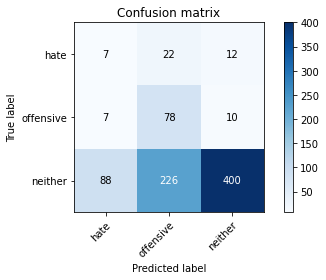 Confusion matrix
True label
hate 7 22 12
offensive 7 78 10
neither 88 226 400
hate offensive neither
Predicted label
400
350
300
250
200
150
100
50